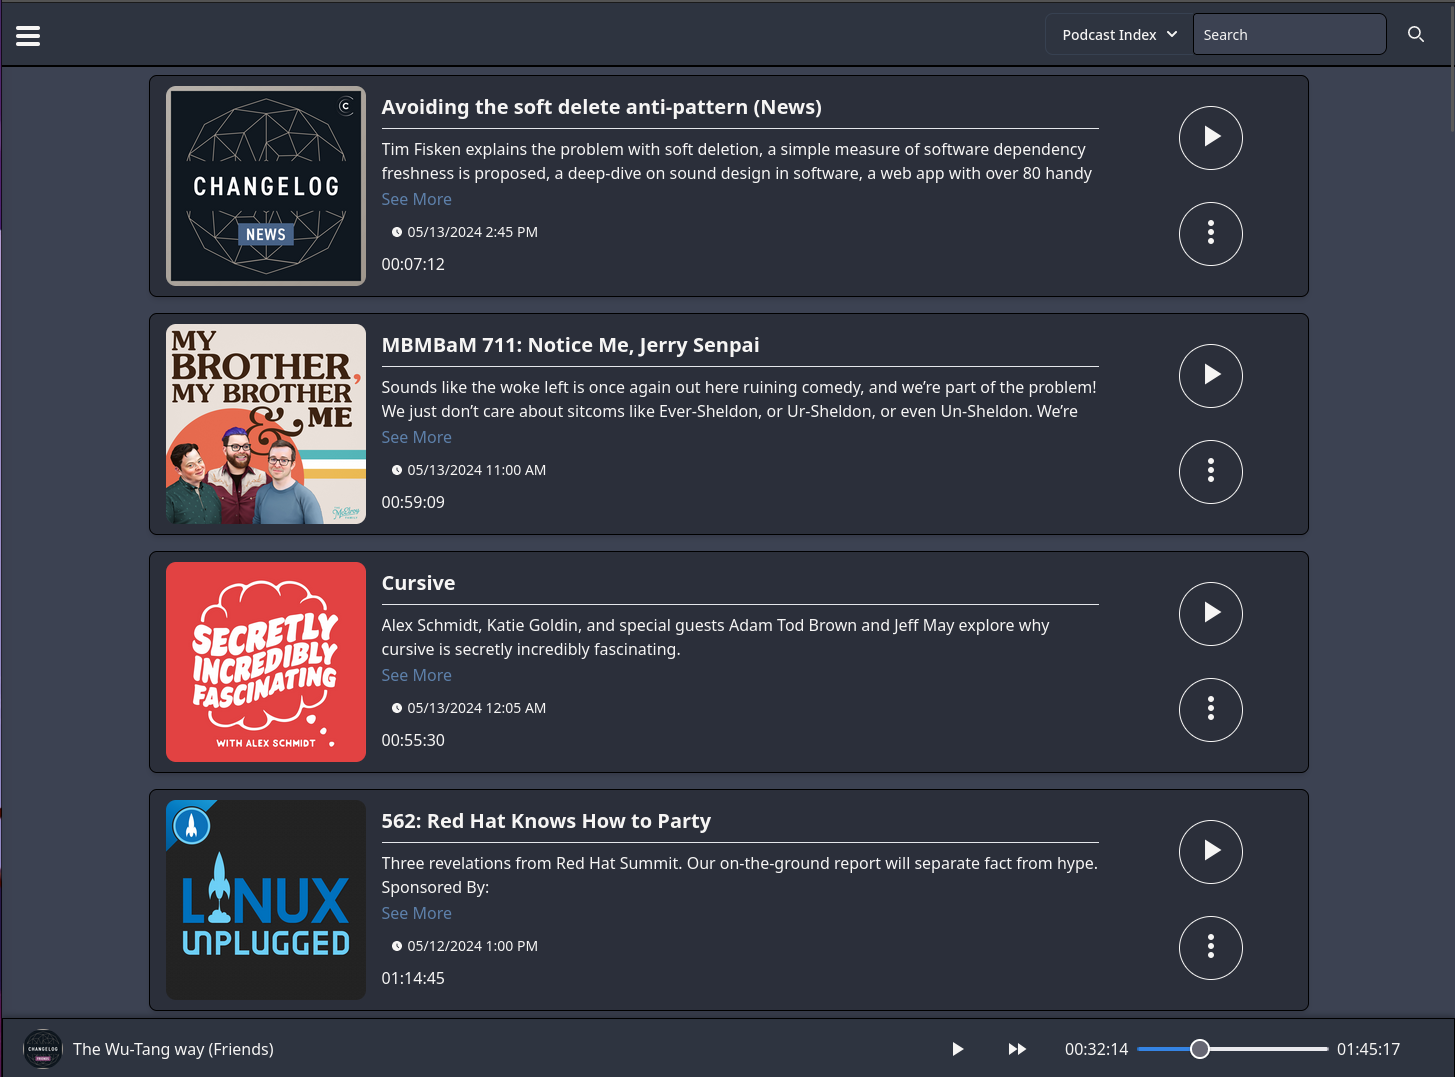 Podcast Index
Search
CHANGELOG
NEWS
Avoiding the soft delete anti-pattern (News)
Tim Fisken explains the problem with soft deletion, a simple measure of software dependency
freshness is proposed, a deep-dive on sound design in software, a web app with over 80 handy
See More
05/13/2024 2:45 PM
00:07:12
MY
BROTHER,
MY BROTHER
& ME
MBMBaM 711: Notice Me, Jerry Senpai
Sounds like the woke left is once again out here ruining comedy, and we’re part of the problem!
We just don’t care about sitcoms like Ever-Sheldon, or Ur-Sheldon, or even Un-Sheldon. We’re
See More
05/13/2024 11:00 AM
00:59:09
SECRETLY
INCREDIBLY
FASCINATING
WITH ALEX SCHMIDT
Cursive
Alex Schmidt, Katie Goldin, and special guests Adam Tod Brown and Jeff May explore why
cursive is secretly incredibly fascinating.
See More
05/13/2024 12:05 AM
00:55:30
LINUX
UNPLUGGED
562: Red Hat Knows How to Party
Three revelations from Red Hat Summit. Our on-the-ground report will separate fact from hype.
Sponsored By:
See More
05/12/2024 1:00 PM
01:14:45
CHANGELOG
The Wu-Tang way (Friends)
00:32:14
01:45:17